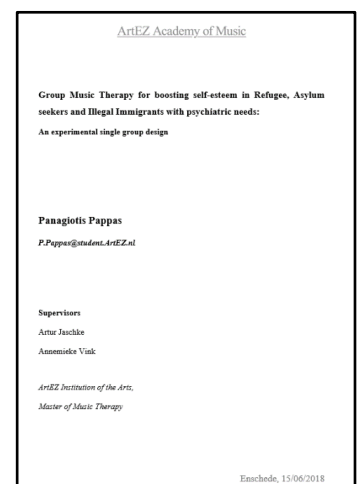 ArtEZ Academy of Music
Group Music Therapy for boosting self-esteem in Refugee, Asylum
seekers and Illegal Immigrants with psychiatric needs:
An experimental single group design
Panagiotis Pappas
P.Pappas@student.ArtEZ.nl
Supervisors
Artur Jaschke
Annemieke Vink
ArtEZ Institution of the Arts,
Master of Music Therapy
Enschede, 15/06/2018